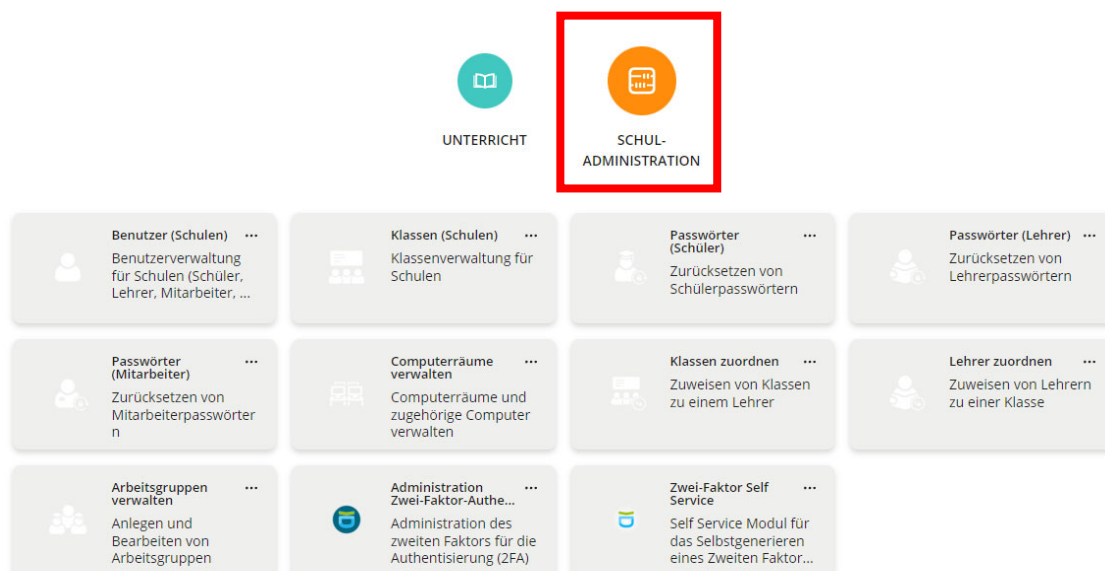 UNTERRICHT
SCHUL-
ADMINISTRATION
Benutzer (Schulen) ...
Benutzerverwaltung
für Schulen (Schüler,
Lehrer, Mitarbeiter, ...
Klassen (Schulen) ...
Klassenverwaltung für
Schulen
Passwörter ...
(Schüler)
Zurücksetzen von
Schülerpasswörtern
Passwörter (Lehrer) ...
Zurücksetzen von
Lehrerpasswörtern
Passwörter ...
(Mitarbeiter)
Zurücksetzen von
Mitarbeiterpasswörter
n
Computerräume ...
verwalten
Computerräume und
zugehörige Computer
verwalten
Klassen zuordnen ...
Zuweisen von Klassen
zu einem Lehrer
Lehrer zuordnen ...
Zuweisen von Lehrern
zu einer Klasse
Arbeitsgruppen ...
verwalten
Anlegen und
Bearbeiten von
Arbeitsgruppen
Administration ...
Zwei-Faktor-Authe...
Administration des
zweiten Faktors für die
Authentisierung (2FA)
Zwei-Faktor Self ...
Service
Self Service Modul für
das Selbstgenerieren
eines Zweiten Faktor...